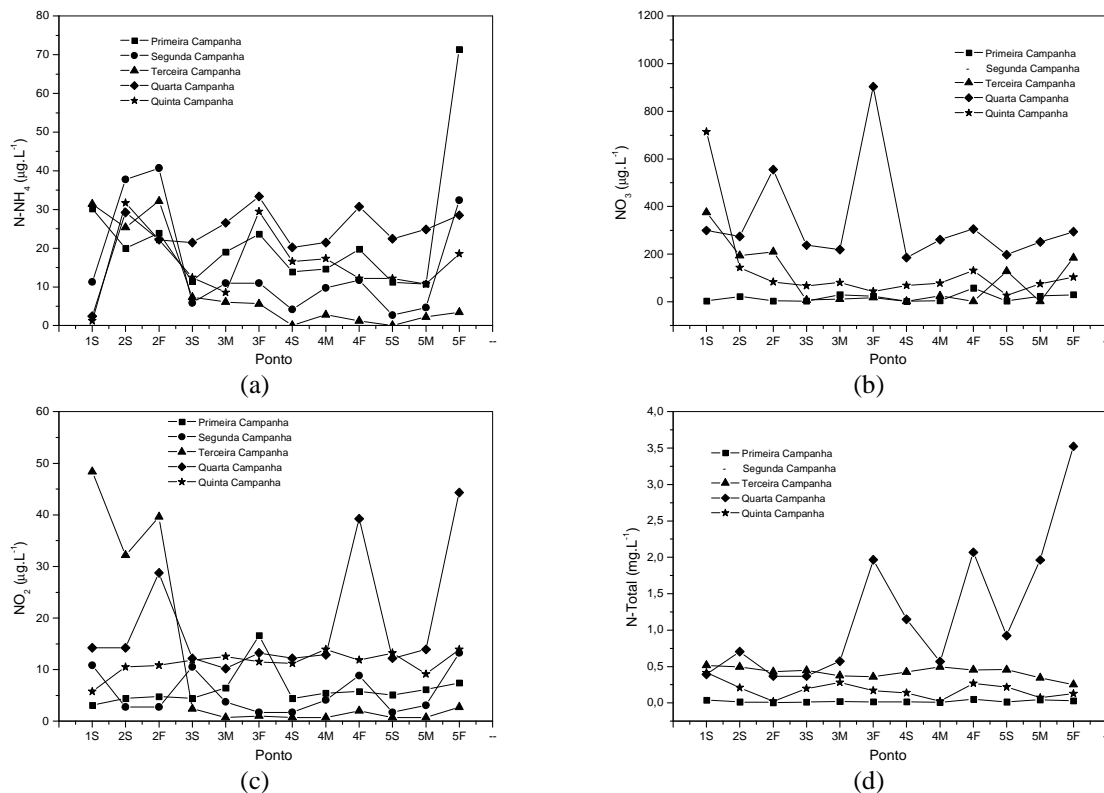 80
70
60
50
40
30
20
10
0
N-NH4 (µg.L-1)
Primeira Campanha
Segunda Campanha
Terceira Campanha
Quarta Campanha
Quinta Campanha
1S 2S 2F 3S 3M 3F 4S 4M 4F 5S 5M 5F --
Ponto
(a)
1200
1000
800
600
400
200
0
NO3 (µg.L-1)
Primeira Campanha
- Segunda Campanha
Terceira Campanha
Quarta Campanha
Quinta Campanha
1S 2S 2F 3S 3M 3F 4S 4M 4F 5S 5M 5F -
Ponto
(b)
60
50
40
30
20
10
0
NO2 (µg.L-1)
Primeira Campanha
Segunda Campanha
Terceira Campanha
Quarta Campanha
Quinta Campanha
1S 2S 2F 3S 3M 3F 4S 4M 4F 5S 5M 5F --
Ponto
(c)
4,0
3,5
3,0
2,5
2,0
1,5
1,0
0,5
0,0
N-Total (mg.L-1)
Primeira Campanha
- Segunda Campanha
Terceira Campanha
Quarta Campanha
Quinta Campanha
1S 2S 2F 3S 3M 3F 4S 4M 4F 5S 5M 5F -
Ponto
(d)